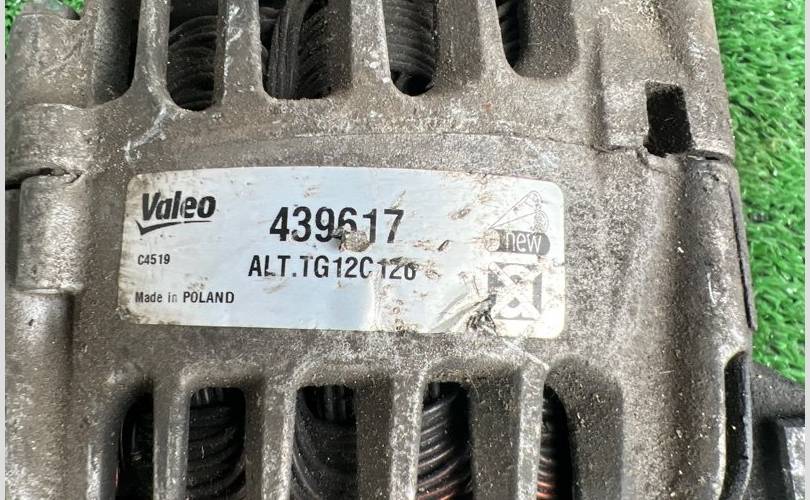 Valeo
439617
new
C4519
ALT.TG12C126
Made in POLAND